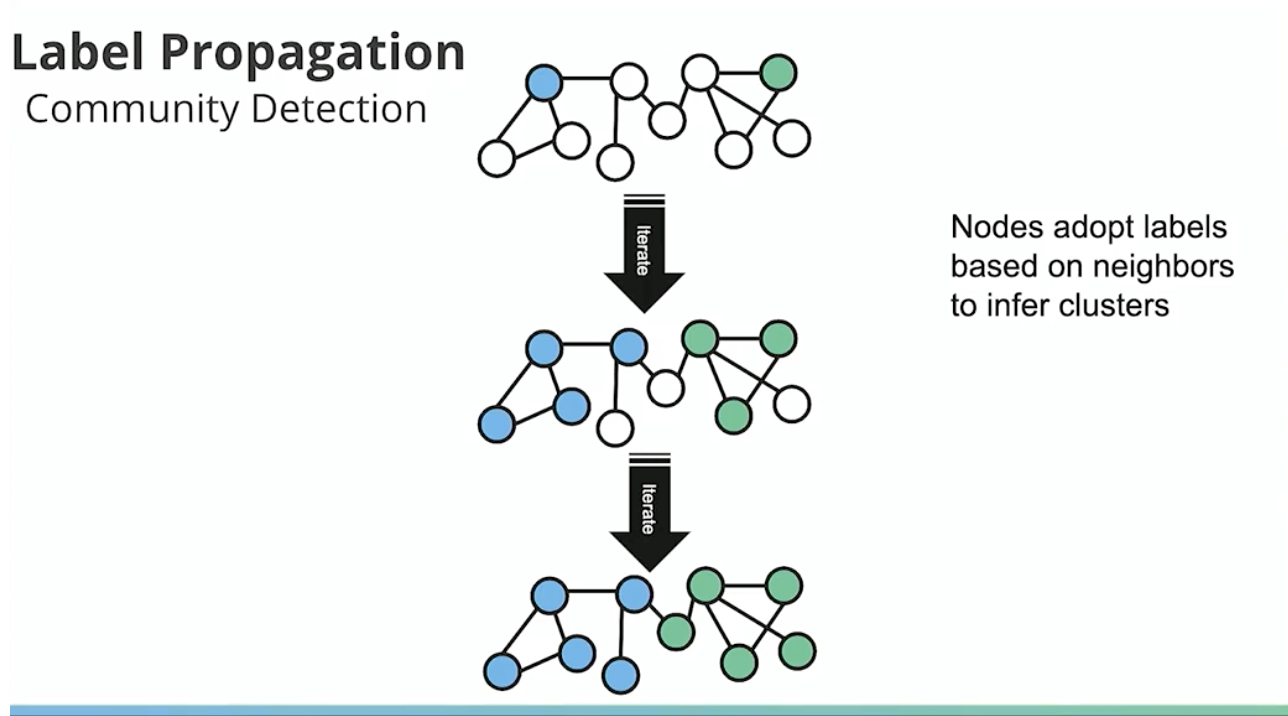 Label Propagation
Community Detection
Iterate
Nodes adopt labels
based on neighbors
to infer clusters
Iterate